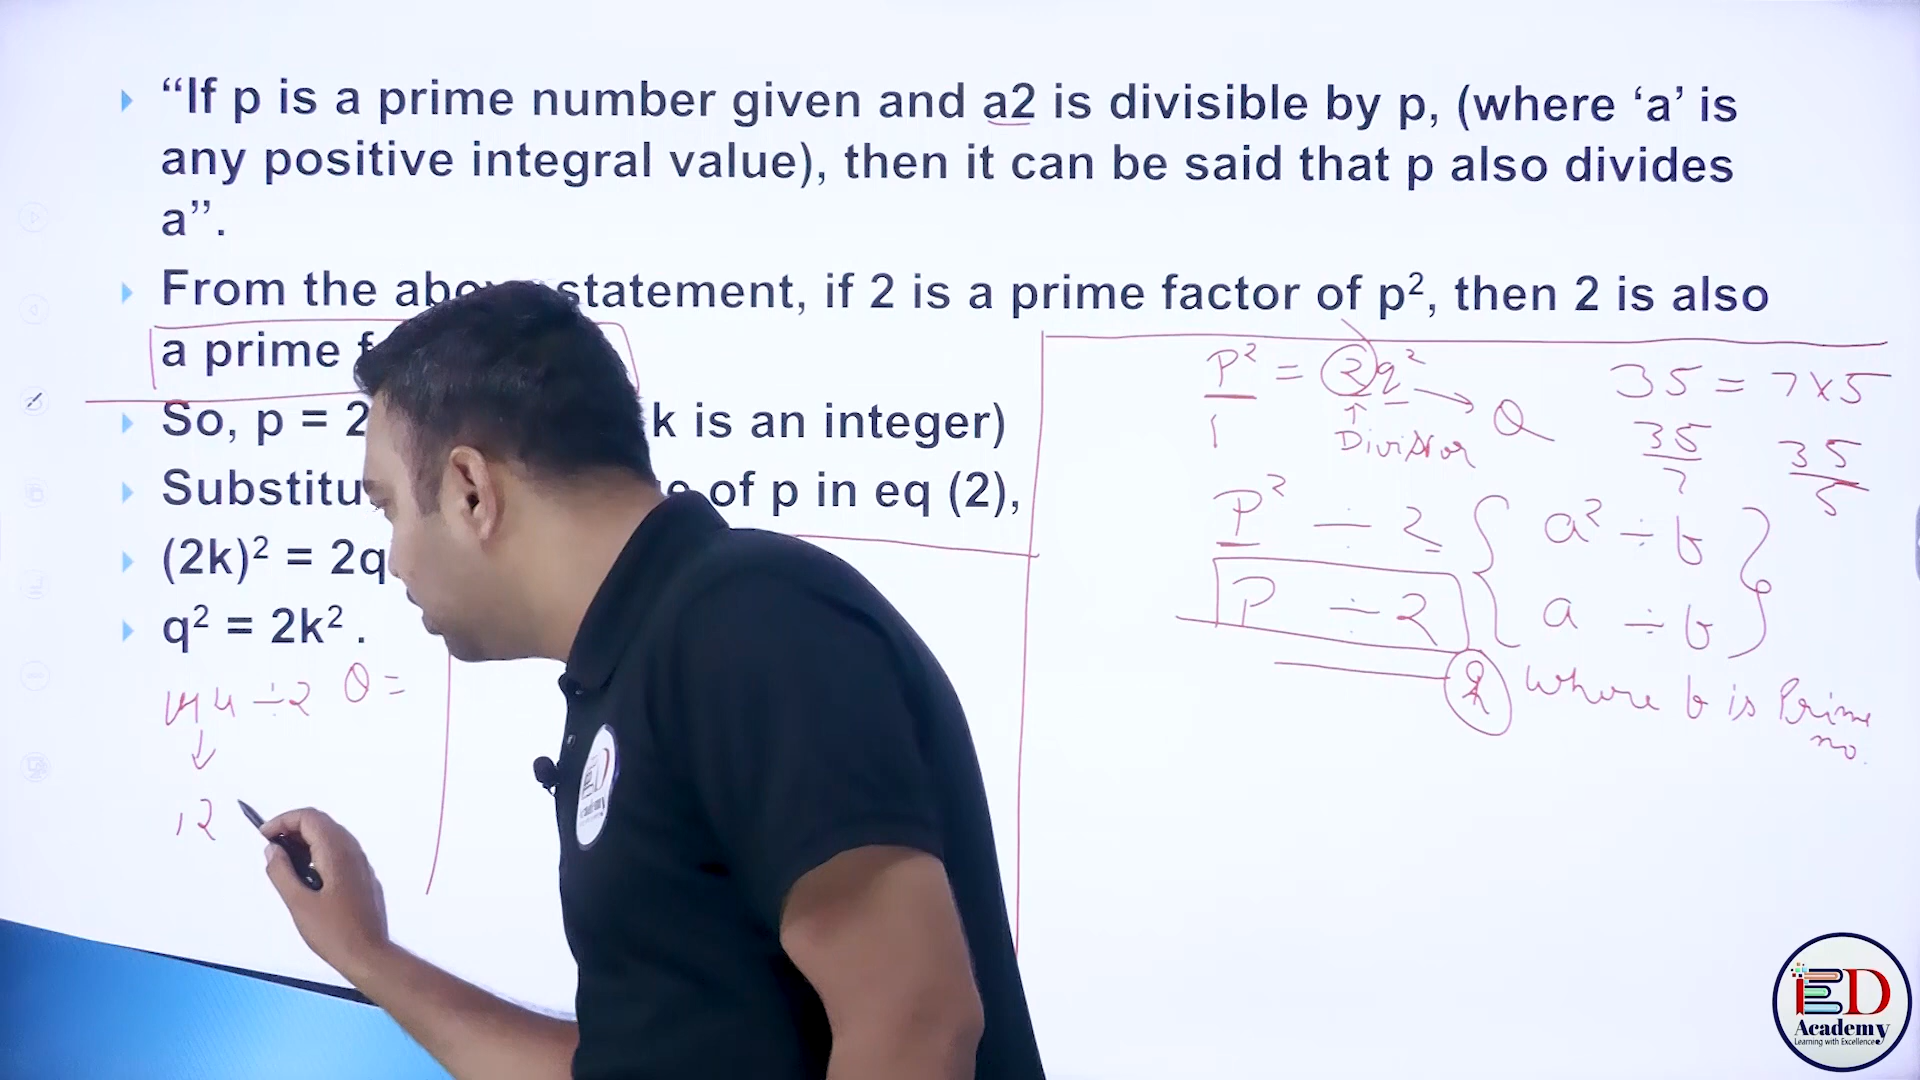 “If p is a prime number given and a2 is divisible by p, (where ‘a’ is
any positive integral value), then it can be said that p also divides
a”.
From the statement, if 2 is a prime factor of p², then 2 is also
a prime
So, p = 2 k is an integer)
of p in eq (2),
(2k)² = 2q
q² = 2k² .
144 ÷ 2 0 =
↓
12
P² = 2q² → Q
1
↑
Divisor
35 = 7×5
35/7 35/5
P² ÷ 2 { a² ÷ b }
P ÷ 2 { a ÷ b }
where b is Prime
no.
ED
Academy
Learning with Excellence